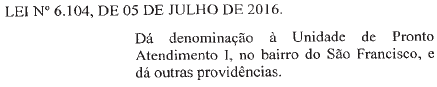 LEI Nº 6.104, DE 05 DE JULHO DE 2016.
Dá denominação à Unidade de Pronto
Atendimento I, no bairro do São Francisco, e
dá outras providências.